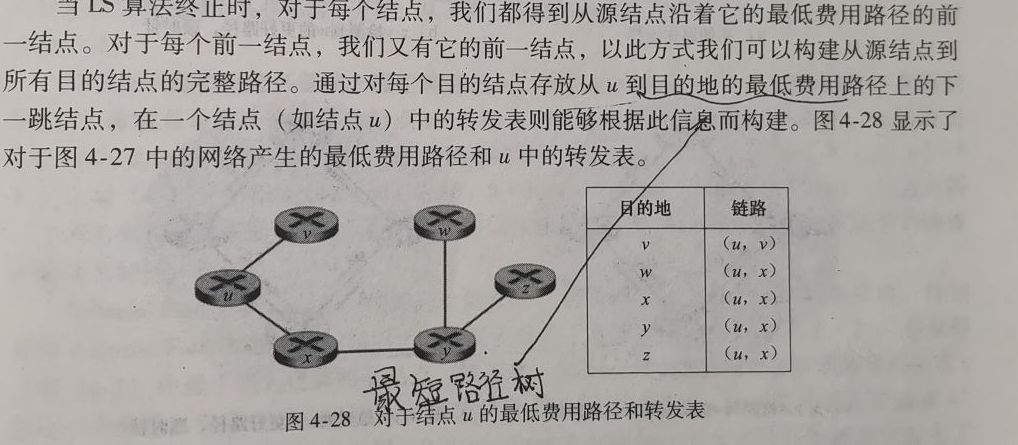 当 LS 算法终止时，对于每个结点，我们都得到从源结点沿着它的最低费用路径的前
一结点。对于每个前一结点，我们又有它的前一结点，以此方式我们可以构建从源结点到
所有目的结点的完整路径。通过对每个目的结点存放从 u 到目的地的最低费用路径上的下
一跳结点，在一个结点（如结点 u）中的转发表则能够根据此信息而构建。图 4-28 显示了
对于图 4-27 中的网络产生的最低费用路径和 u 中的转发表。
v
w
z
u
x
y
目的地 链路
v （u，v）
w （u，x）
x （u，x）
y （u，x）
z （u，x）
最短路径树
图 4-28 对于结点 u 的最低费用路径和转发表